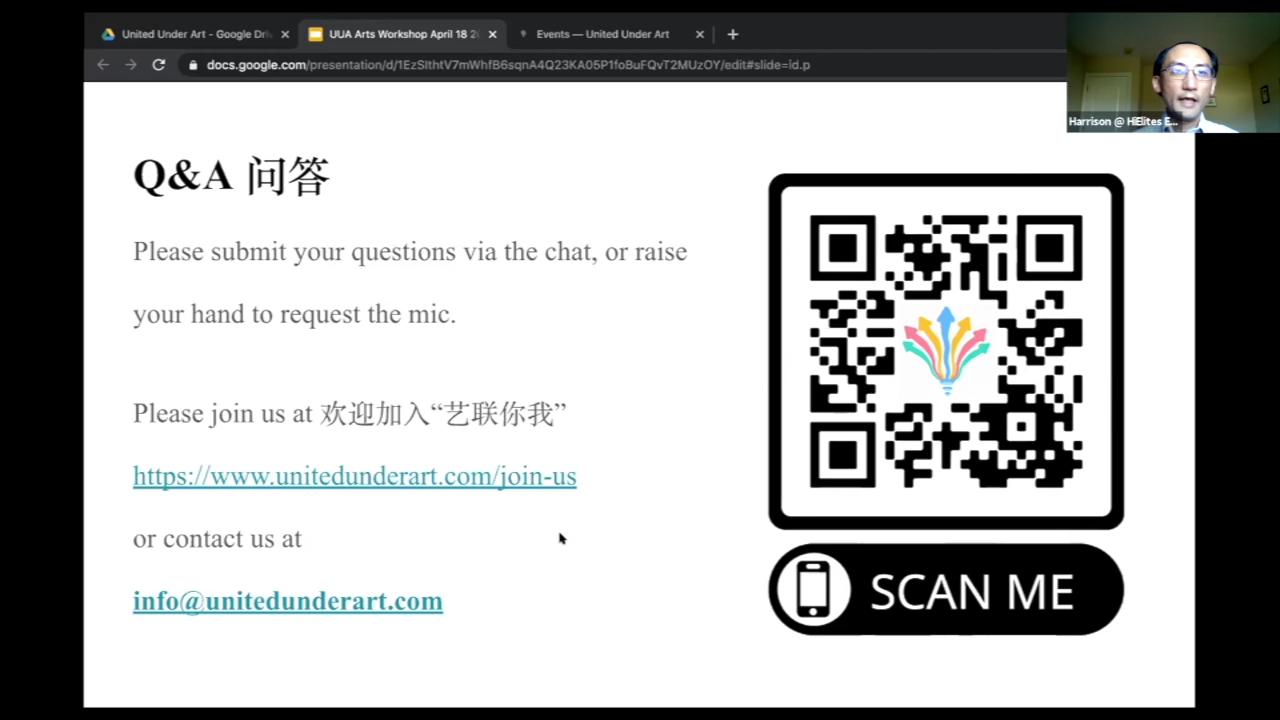 United Under Art - Google Driv
UUA Arts Workshop April 18 2
Events — United Under Art
docs.google.com/presentation/d/1EzSIthtV7mWhfB6sqnA4Q23KA05P1foBuFQvT2MUzOY/edit#slide=id.p
Harrison @ HiElites E...
Q&A 问答
Please submit your questions via the chat, or raise
your hand to request the mic.
Please join us at 欢迎加入“艺联你我”
https://www.unitedunderart.com/join-us
or contact us at
info@unitedunderart.com
SCAN ME